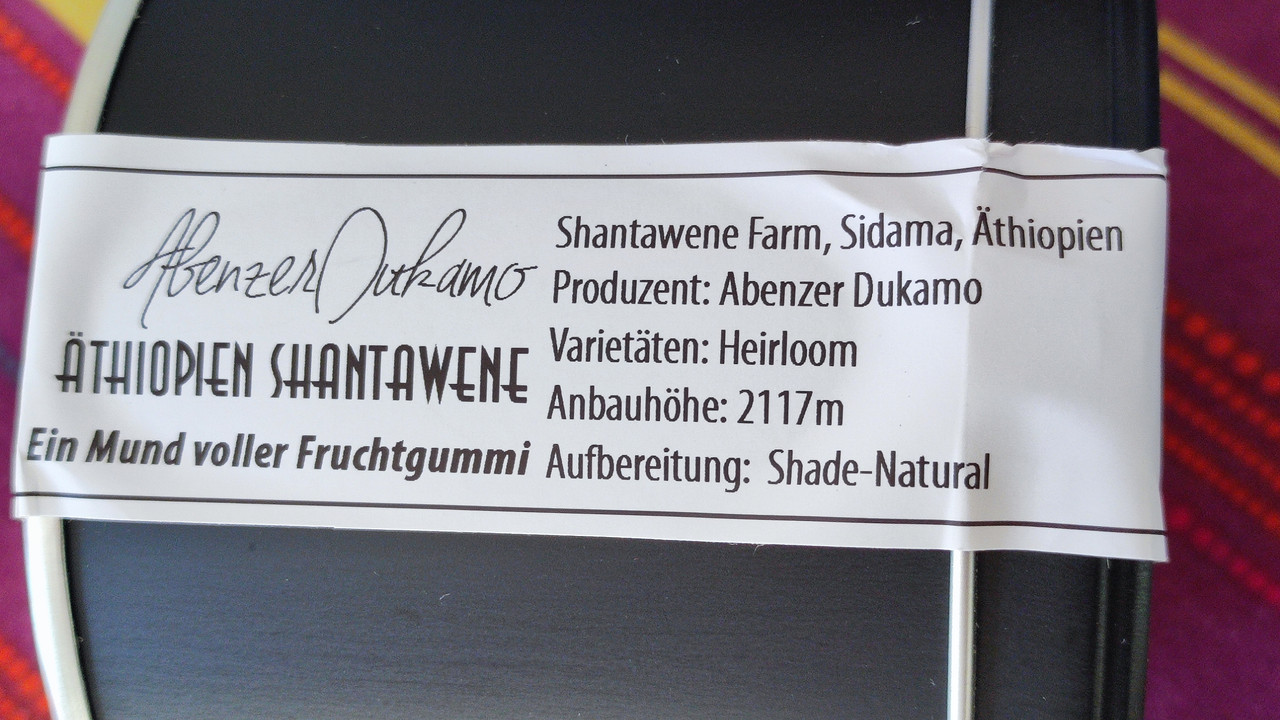 Abenzer Dukamo
ÄTHIOPIEN SHANTAWENE
Ein Mund voller Fruchtgummi
Shantawene Farm, Sidama, Äthiopien
Produzent: Abenzer Dukamo
Varietäten: Heirloom
Anbauhöhe: 2117m
Aufbereitung: Shade-Natural